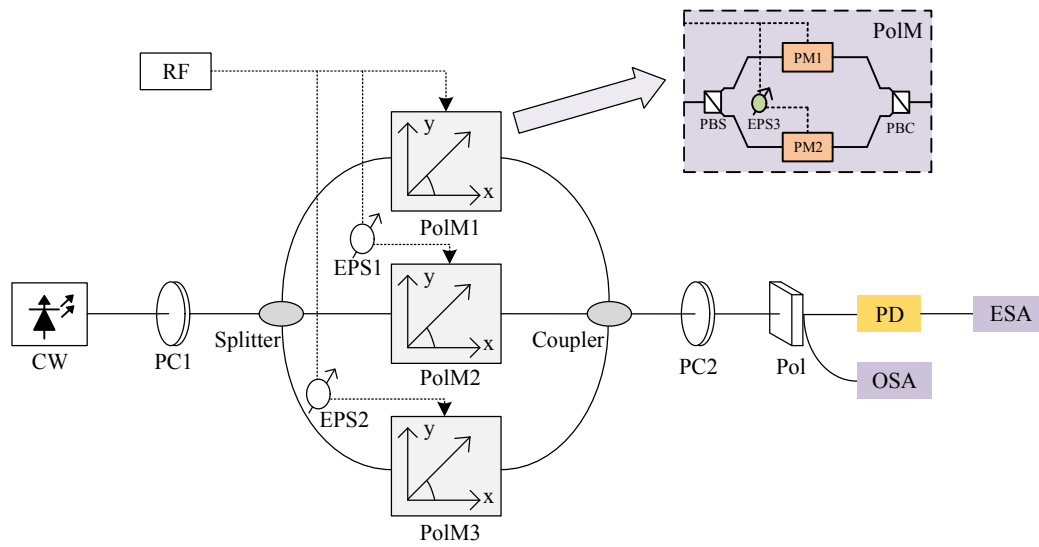 RF
PolM
PM1
PBS
EPS3
PBC
PM2
y
x
PolM1
EPS1
y
x
PolM2
CW
PC1
Splitter
Coupler
PC2
Pol
PD
ESA
OSA
EPS2
y
x
PolM3